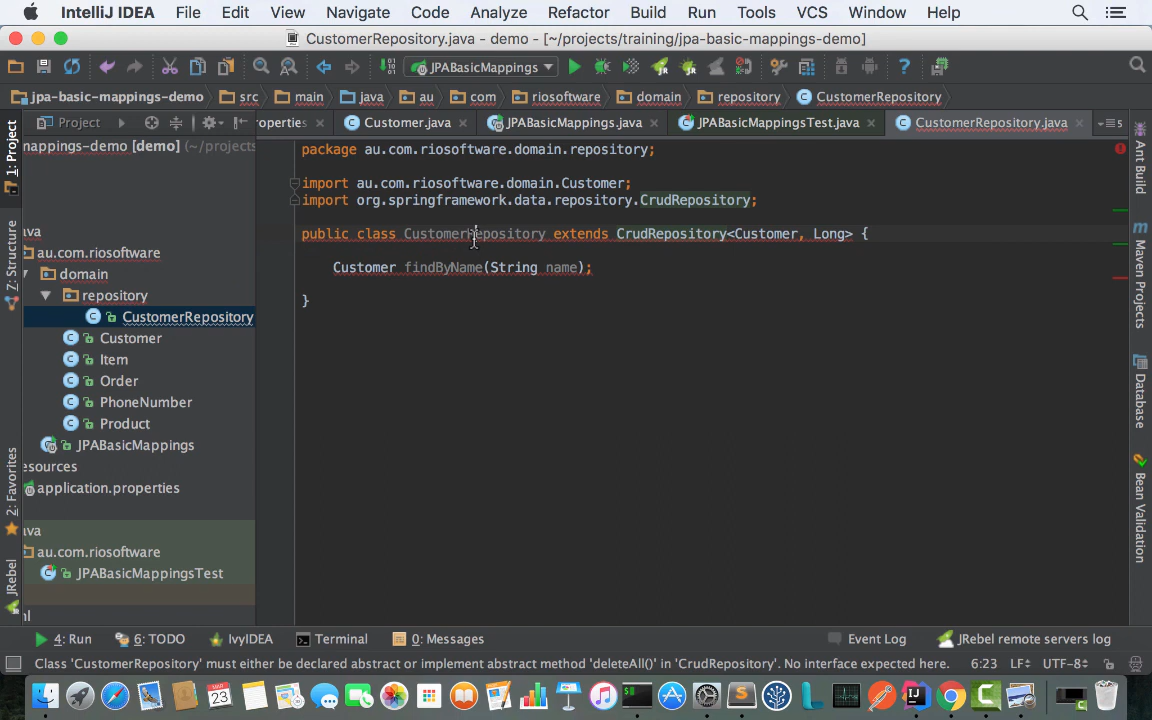 IntelliJ IDEA File Edit View Navigate Code Analyze Refactor Build Run Tools VCS Window Help
CustomerRepository.java - demo - [~/projects/training/jpa-basic-mappings-demo]
JPABasicMappings
jpa-basic-mappings-demo src main java au com riosoftware domain repository CustomerRepository
Project operties Customer.java JPABasicMappings.java JPABasicMappingsTest.java CustomerRepository.java
mappings-demo [demo] (~/projects
ava
au.com.riosoftware
domain
repository
CustomerRepository
Customer
Item
Order
PhoneNumber
Product
JPABasicMappings
esources
application.properties
ava
au.com.riosoftware
JPABasicMappingsTest
ml
package au.com.riosoftware.domain.repository;
import au.com.riosoftware.domain.Customer;
import org.springframework.data.repository.CrudRepository;
public class CustomerRepository extends CrudRepository<Customer, Long> {
Customer findByName(String name);
}
1: Project
Z: Structure
2: Favorites
JRebel
Ant Build
Maven Projects
Database
Bean Validation
4: Run 6: TODO IvyIDEA Terminal 0: Messages Event Log JRebel remote servers log
Class 'CustomerRepository' must either be declared abstract or implement abstract method 'deleteAll()' in 'CrudRepository'. No interface expected here. 6:23 LF UTF-8
23